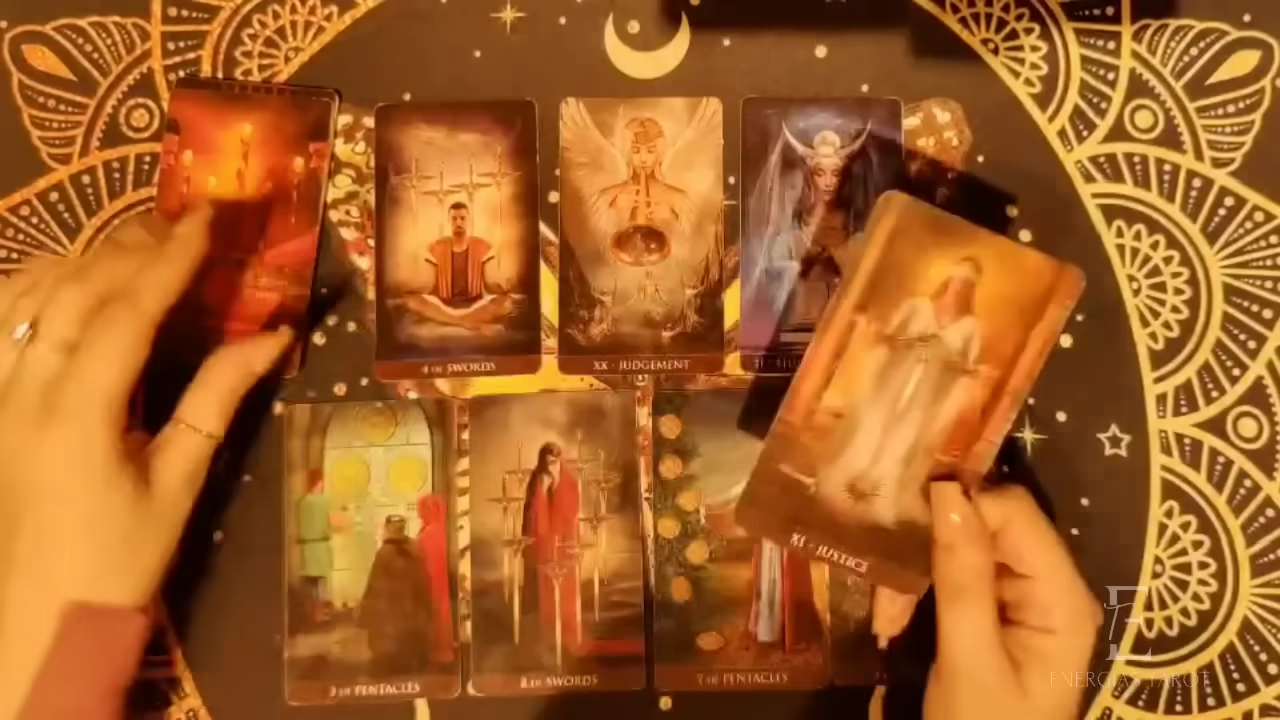 4 OF SWORDS
XX · JUDGEMENT
XI · JUSTICE
3 OF PENTACLES
8 OF SWORDS
7 OF PENTACLES
E
ENERGIAS TAROT